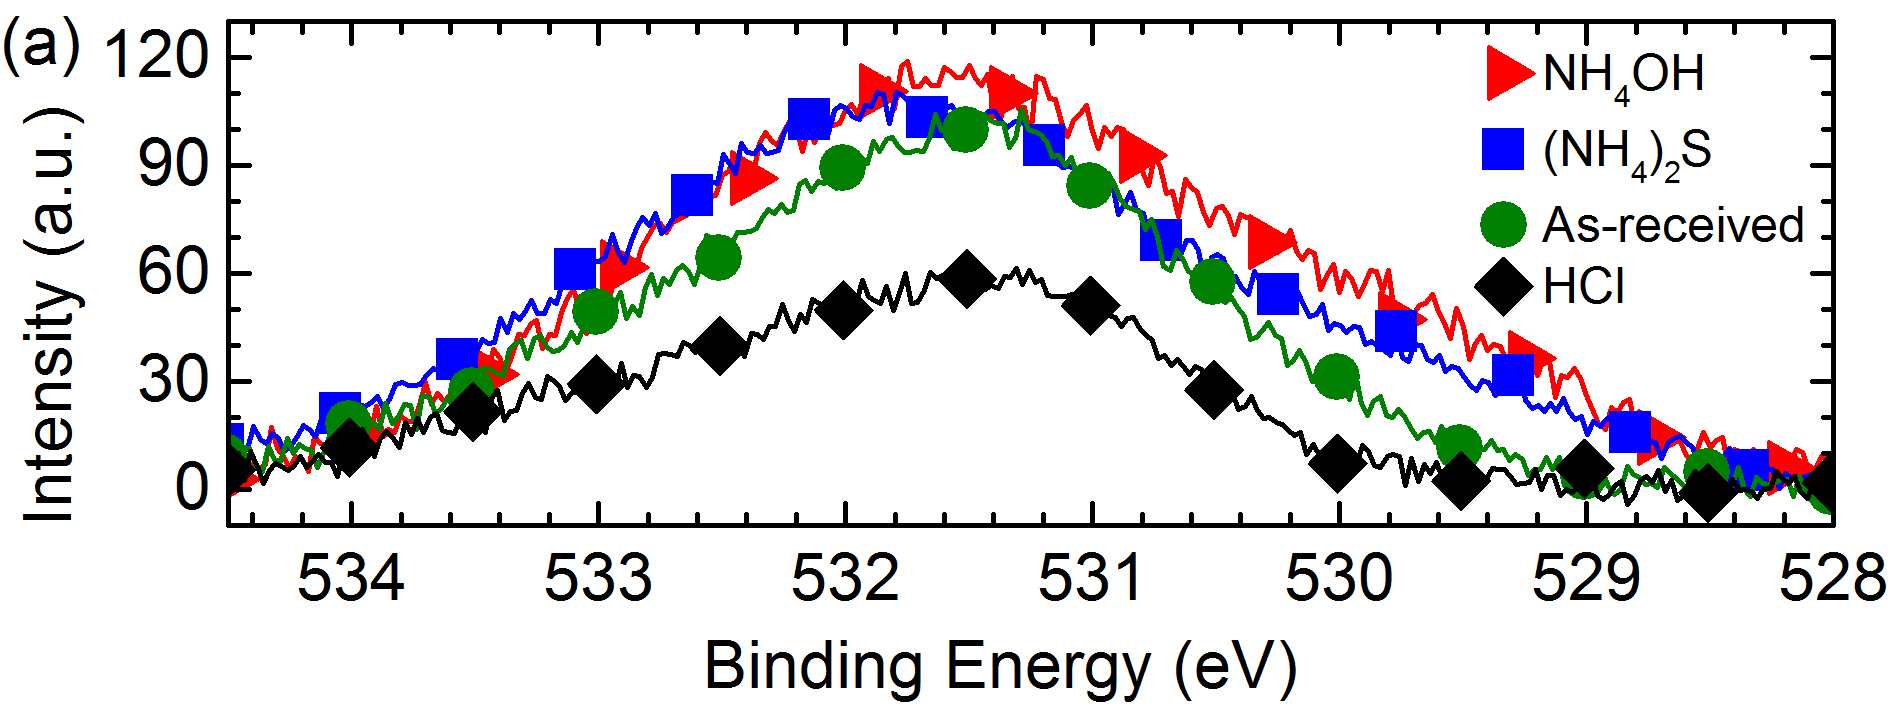 (a)
120
90
60
30
0
Intensity (a.u.)
NH₄OH
(NH₄)₂S
As-received
HCl
534 533 532 531 530 529 528
Binding Energy (eV)